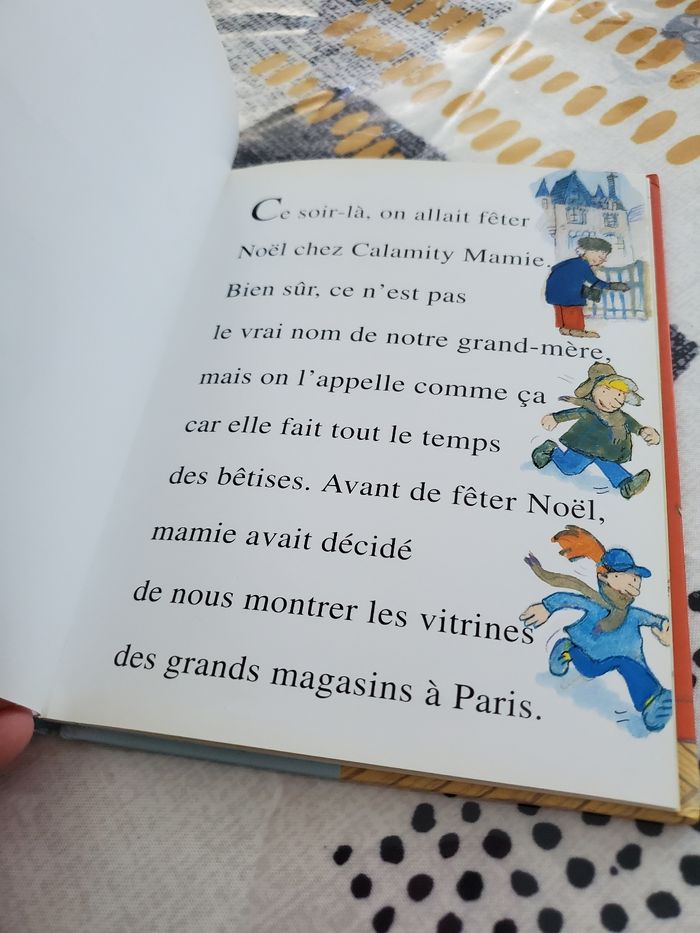 Ce soir-là, on allait fêter
Noël chez Calamity Mamie.
Bien sûr, ce n'est pas
le vrai nom de notre grand-mère,
mais on l'appelle comme ça
car elle fait tout le temps
des bêtises. Avant de fêter Noël,
mamie avait décidé
de nous montrer les vitrines
des grands magasins à Paris.